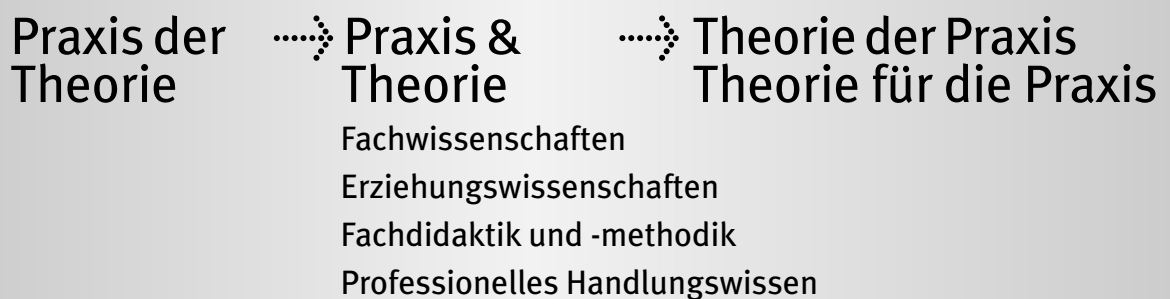 Praxis der Theorie
Praxis & Theorie
Theorie der Praxis
Theorie für die Praxis
Fachwissenschaften
Erziehungswissenschaften
Fachdidaktik und -methodik
Professionelles Handlungswissen